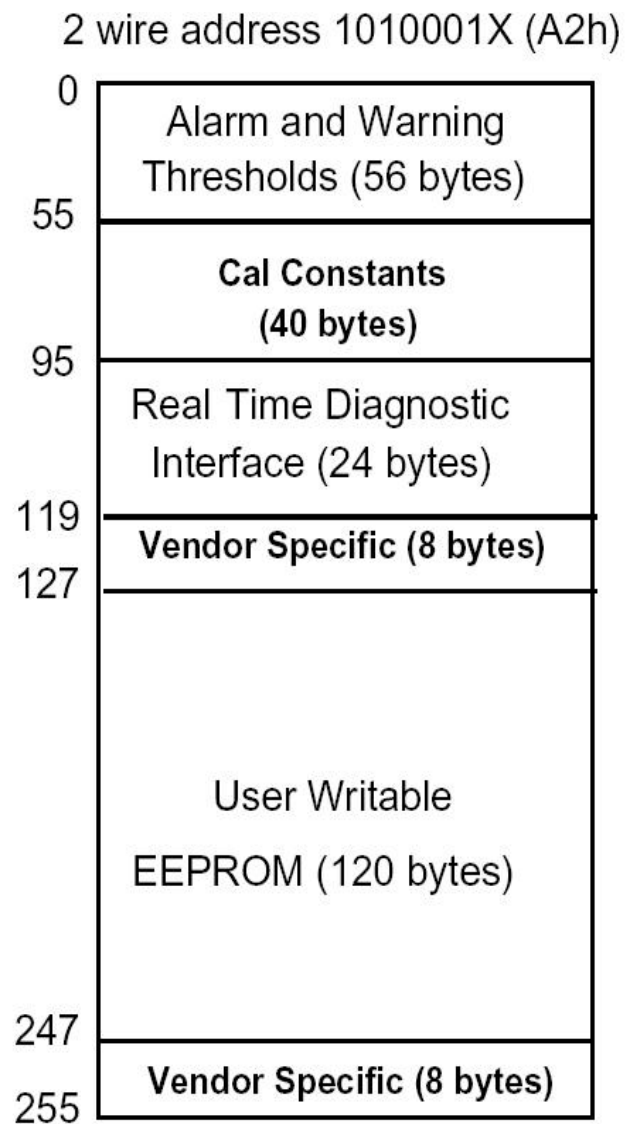 2 wire address 1010001X (A2h)
0
Alarm and Warning
Thresholds (56 bytes)
55
Cal Constants
(40 bytes)
95
Real Time Diagnostic
Interface (24 bytes)
119
Vendor Specific (8 bytes)
127
User Writable
EEPROM (120 bytes)
247
Vendor Specific (8 bytes)
255